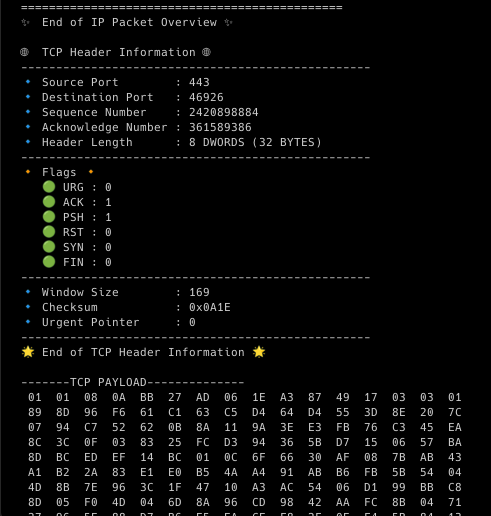 ==============================================
✨ End of IP Packet Overview ✨
🌐 TCP Header Information 🌐
--------------------------------------------------
🔹 Source Port : 443
🔹 Destination Port : 46926
🔹 Sequence Number : 2420898884
🔹 Acknowledge Number : 361589386
🔹 Header Length : 8 DWORDS (32 BYTES)
--------------------------------------------------
🔸 Flags 🔸
🟢 URG : 0
🟢 ACK : 1
🟢 PSH : 1
🟢 RST : 0
🟢 SYN : 0
🟢 FIN : 0
--------------------------------------------------
🔹 Window Size : 169
🔹 Checksum : 0x0A1E
🔹 Urgent Pointer : 0
--------------------------------------------------
🌟 End of TCP Header Information 🌟
-------TCP PAYLOAD--------------
01 01 08 0A BB 27 AD 06 1E A3 87 49 17 03 03 01
89 8D 96 F6 61 C1 63 C5 D4 64 D4 55 3D 8E 20 7C
07 94 C7 52 62 0B 8A 11 9A 3E E3 FB 76 C3 45 EA
8C 3C 0F 03 83 25 FC D3 94 36 5B D7 15 06 57 BA
8D BC ED EF 14 BC 01 0C 6F 66 30 AF 08 7B AB 43
A1 B2 2A 83 E1 E0 B5 4A A4 91 AB B6 FB 5B 54 04
4D 8B 7E 96 3C 1F 47 10 A3 AC 54 06 D1 99 BB C8
8D 05 F0 4D 04 6D 8A 96 CD 98 42 AA FC 8B 04 71